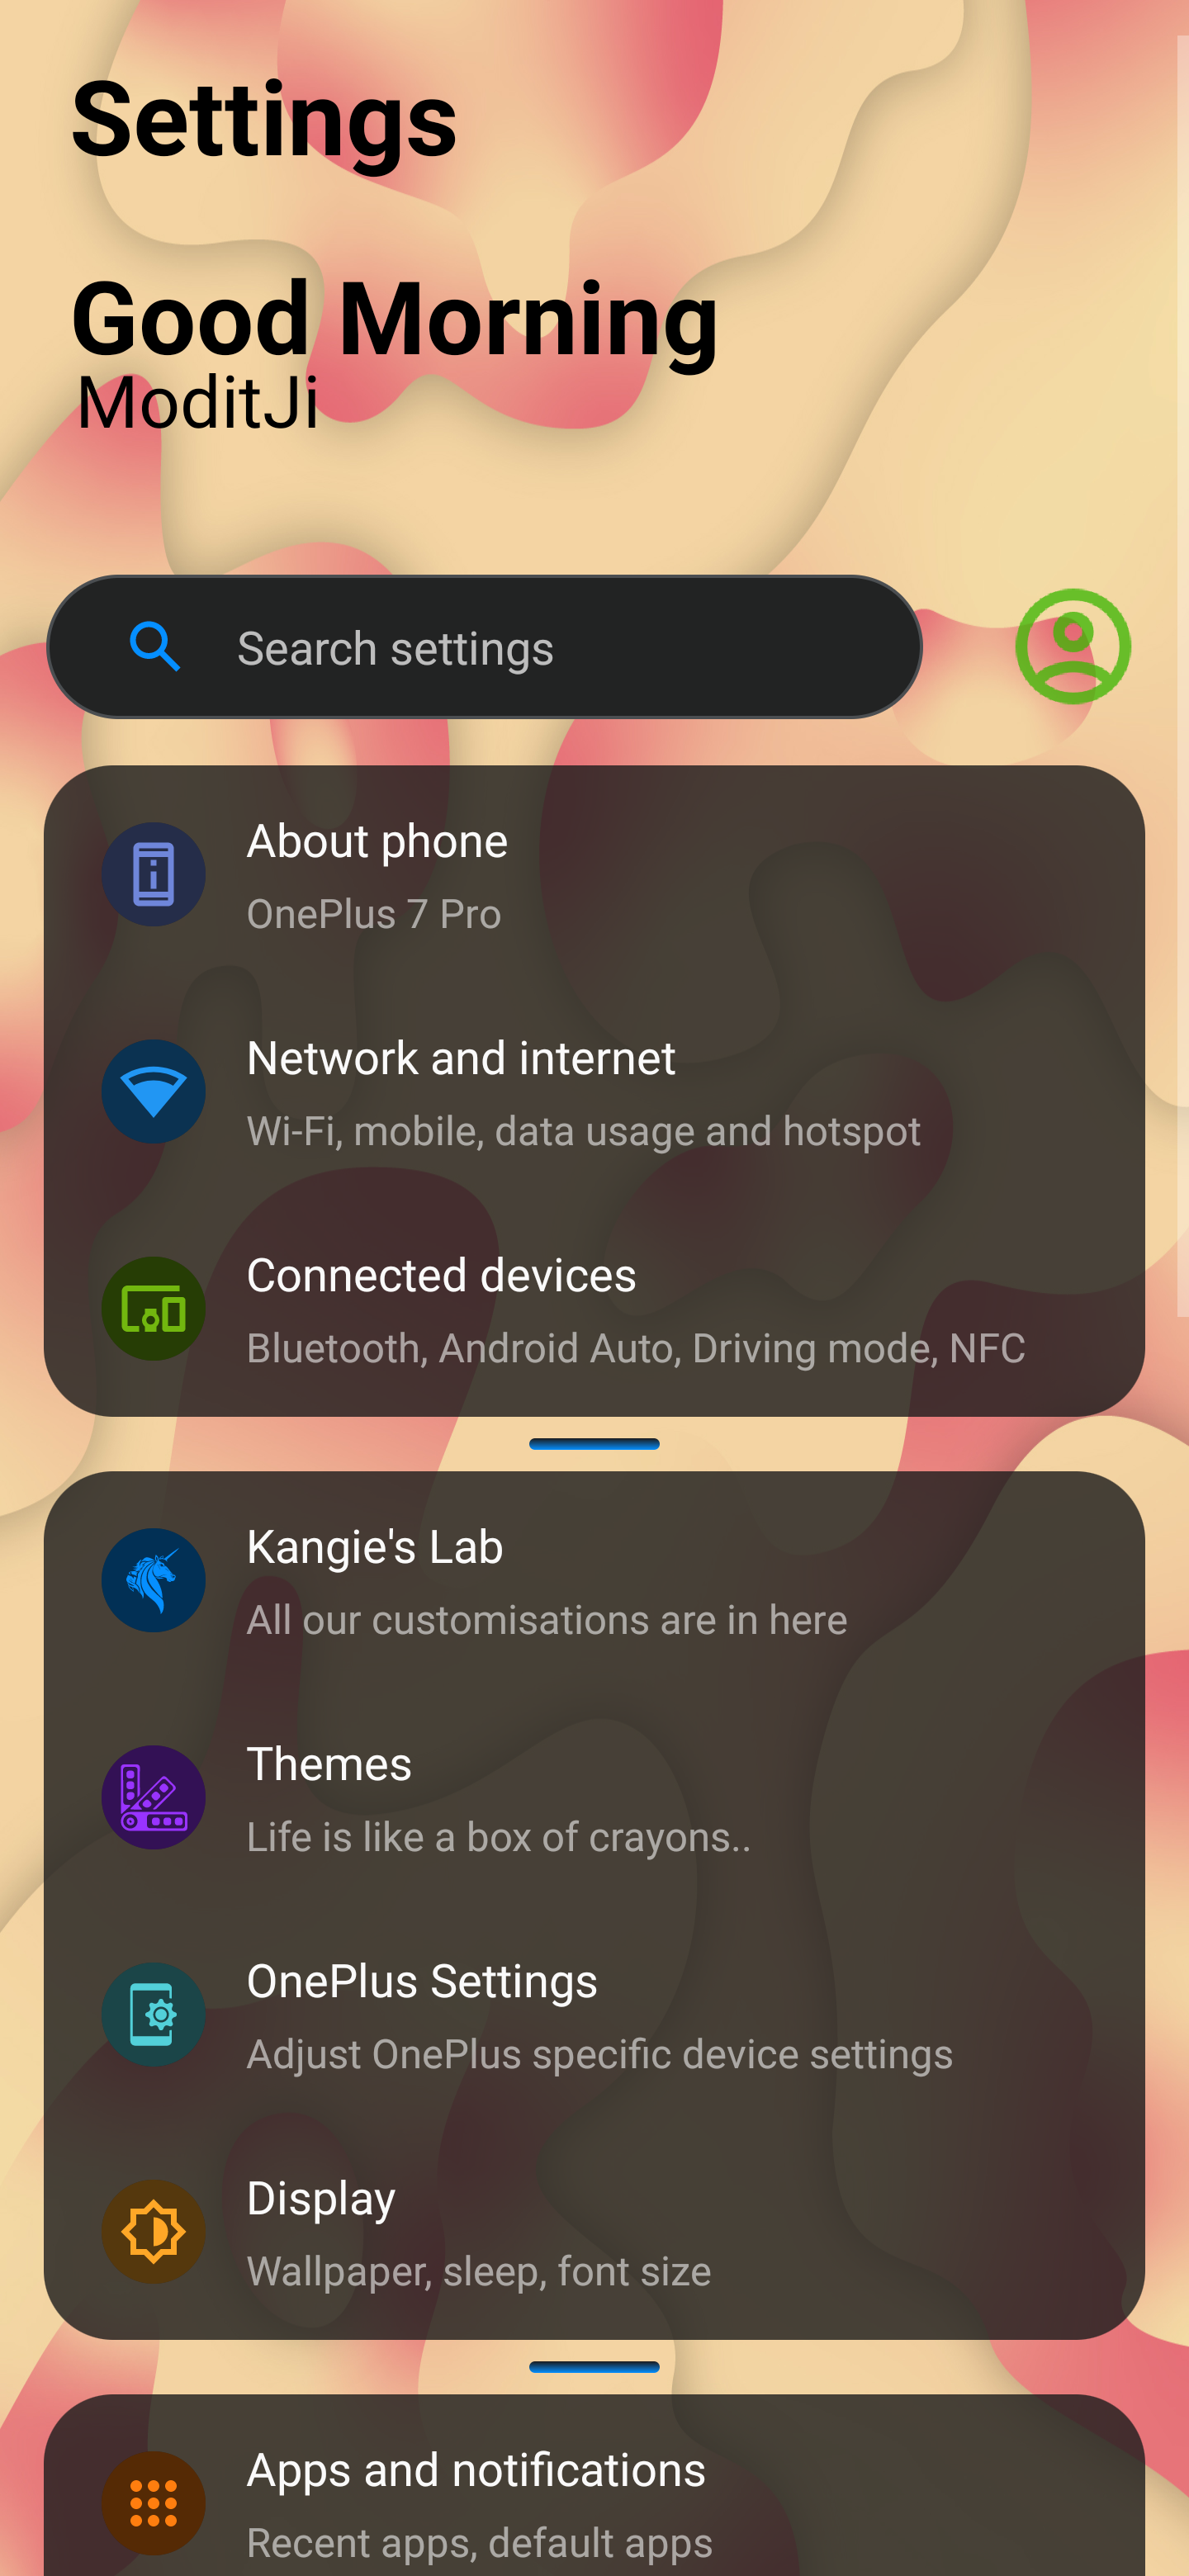 Settings
Good Morning
ModitJi
Search settings
About phone
OnePlus 7 Pro
Network and internet
Wi-Fi, mobile, data usage and hotspot
Connected devices
Bluetooth, Android Auto, Driving mode, NFC
Kangie's Lab
All our customisations are in here
Themes
Life is like a box of crayons..
OnePlus Settings
Adjust OnePlus specific device settings
Display
Wallpaper, sleep, font size
Apps and notifications
Recent apps, default apps